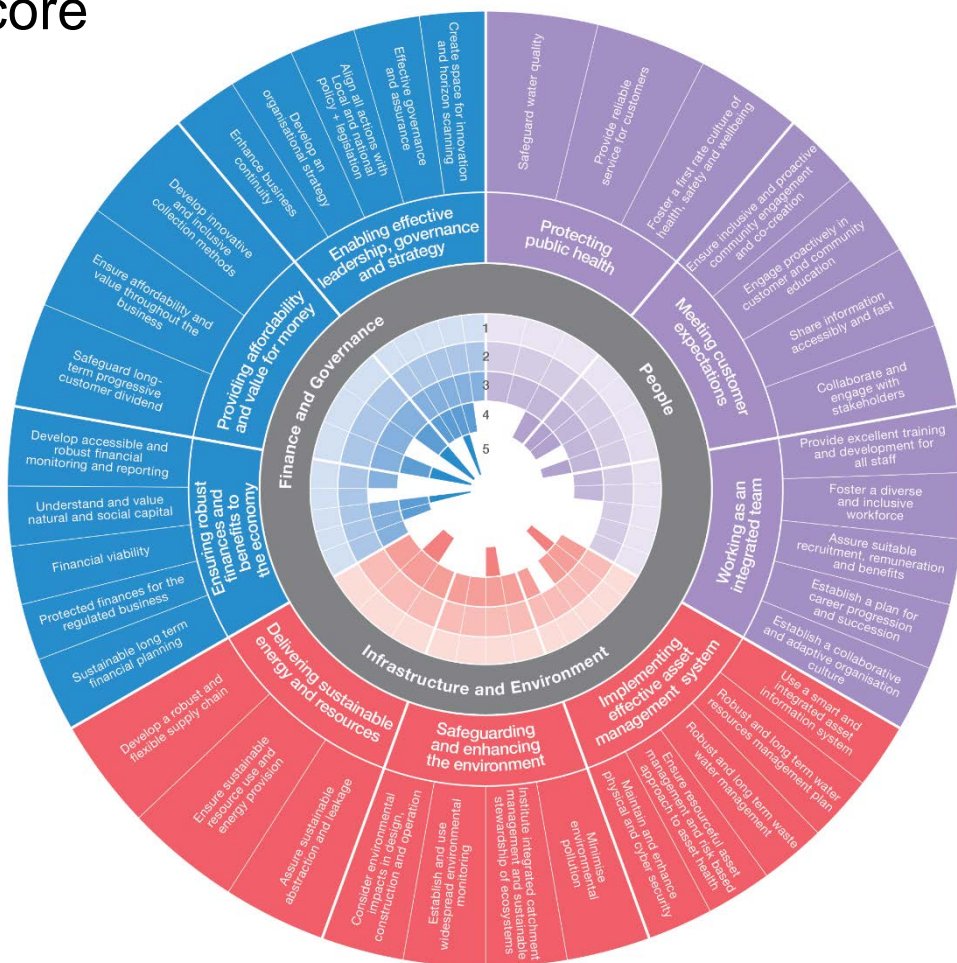 core
Create space for innovation
and horizon scanning
Effective governance
and assurance
Align all actions with
Local and national
policy + legislation
Develop an
organisational strategy
Enhance business
continuity
Enabling effective
leadership, governance
and strategy
Develop innovative
and inclusive
collection methods
Ensure affordability and
value throughout the
business
Safeguard long-
term progressive
customer dividend
Providing affordability
and value for money
Develop accessible and
robust financial
monitoring and reporting
Understand and value
natural and social capital
Financial viability
Protected finances for the
regulated business
Sustainable long term
financial planning
Ensuring robust
finances and
benefits to
the economy
Finance and Governance
Safeguard water quality
Provide reliable
service for customers
Foster a first rate culture of
health, safety and wellbeing
Protecting
public health
Ensure inclusive and proactive
community engagement
and co-creation
Engage proactively in
customer and community
education
Share information
accessibly and fast
Collaborate and
engage with
stakeholders
Meeting customer
expectations
Provide excellent training
and development for
all staff
Foster a diverse
and inclusive
workforce
Assure suitable
recruitment, remuneration
and benefits
Establish a plan for
career progression
and succession
Establish a collaborative
and adaptive organisation
culture
Working as an
integrated team
People
1
2
3
4
5
Use a smart and
integrated asset
information system
Robust and long term water
resources management plan
Robust and long term waste
water management
Ensure resourceful asset
management and risk based
approach to asset health
Maintain and enhance
physical and cyber security
Implementing
effective asset
management system
Minimise
environmental
pollution
Institute integrated catchment
management and sustainable
stewardship of ecosystems
Establish and use
widespread environmental
monitoring
Consider environmental
impacts in design,
construction and operation
Safeguarding
and enhancing
the environment
Assure sustainable
abstraction and leakage
Ensure sustainable
resource use and
energy provision
Develop a robust and
flexible supply chain
Delivering sustainable
energy and resources
Infrastructure and Environment